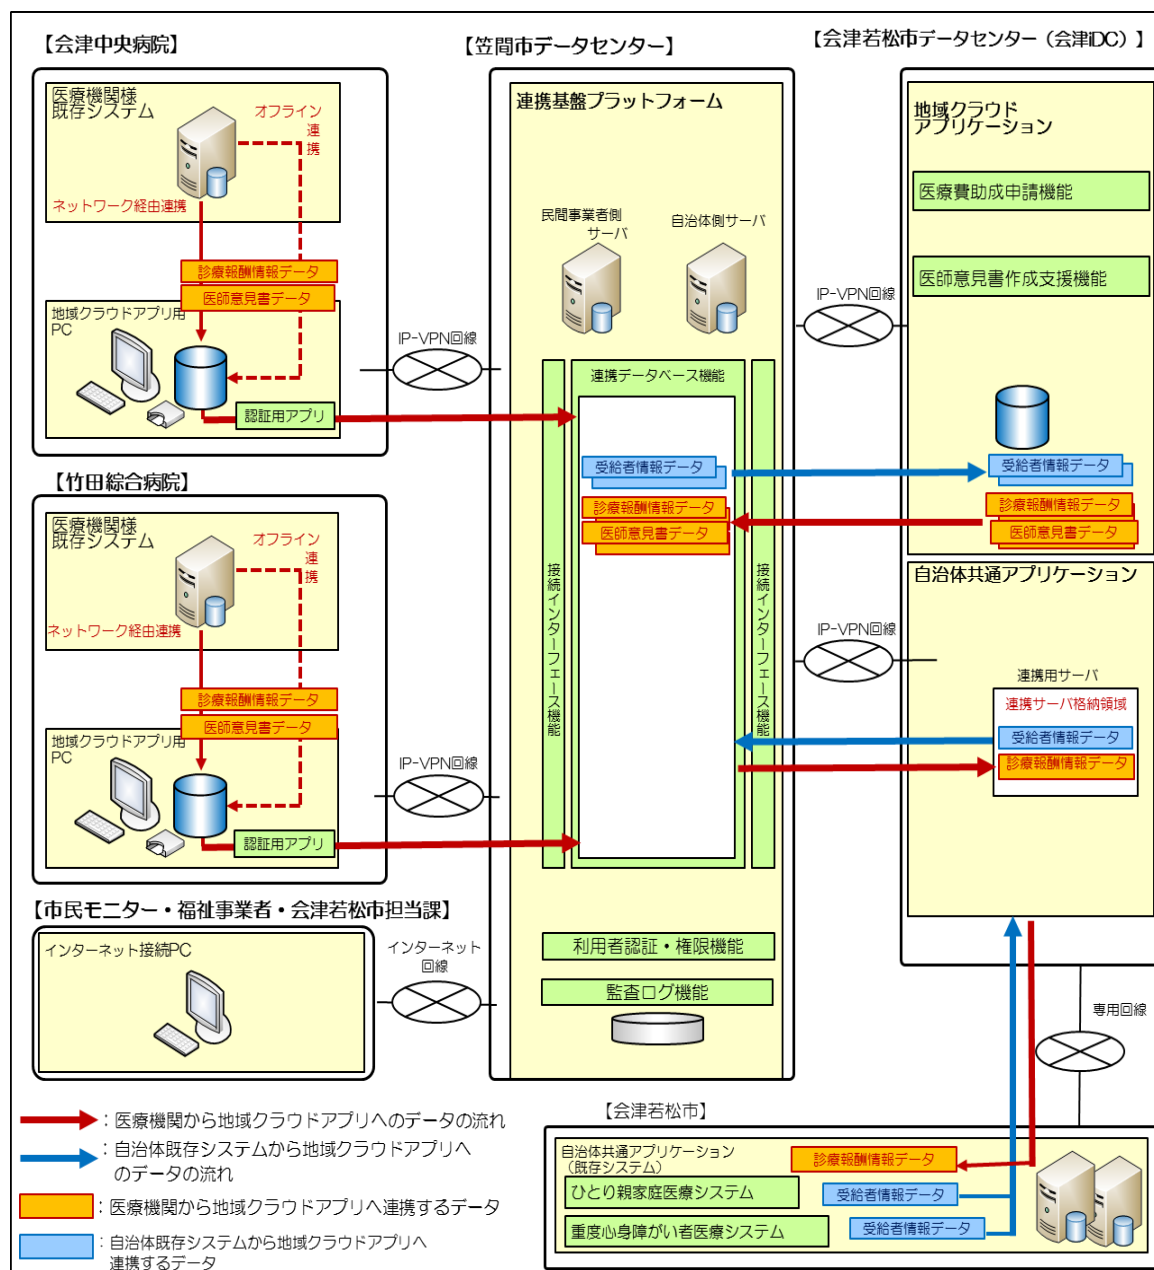 【会津中央病院】
医療機関様
既存システム
オフライン
連
携
ネットワーク経由連携
診療報酬情報データ
医師意見書データ
地域クラウドアプリ用
PC
認証用アプリ
IP-VPN回線
【竹田綜合病院】
医療機関様
既存システム
オフライン
連
携
ネットワーク経由連携
診療報酬情報データ
医師意見書データ
地域クラウドアプリ用
PC
認証用アプリ
IP-VPN回線
【市民モニター・福祉事業者・会津若松市担当課】
インターネット接続PC
インターネット
回線
【笠間市データセンター】
連携基盤プラットフォーム
民間事業者側
サーバ
自治体側サーバ
連携データベース機能
受給者情報データ
診療報酬情報データ
医師意見書データ
接続インターフェース機能
接続インターフェース機能
利用者認証・権限機能
監査ログ機能
IP-VPN回線
IP-VPN回線
【会津若松市データセンター（会津iDC）】
地域クラウド
アプリケーション
医療費助成申請機能
医師意見書作成支援機能
受給者情報データ
診療報酬情報データ
医師意見書データ
自治体共通アプリケーション
連携用サーバ
連携サーバ格納領域
受給者情報データ
診療報酬情報データ
専用回線
【会津若松市】
自治体共通アプリケーション
（既存システム）
診療報酬情報データ
ひとり親家庭医療システム
受給者情報データ
重度心身障がい者医療システム
受給者情報データ
：医療機関から地域クラウドアプリへのデータの流れ
：自治体既存システムから地域クラウドアプリへ
のデータの流れ
：医療機関から地域クラウドアプリへ連携するデータ
：自治体既存システムから地域クラウドアプリへ
連携するデータ